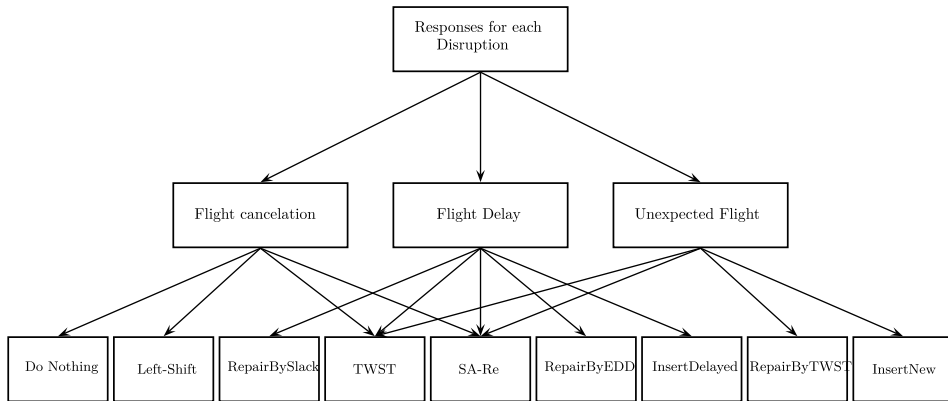 Responses for each
Disruption
Flight cancelation
Flight Delay
Unexpected Flight
Do Nothing
Left-Shift
RepairBySlack
TWST
SA-Re
RepairByEDD
InsertDelayed
RepairByTWST
InsertNew